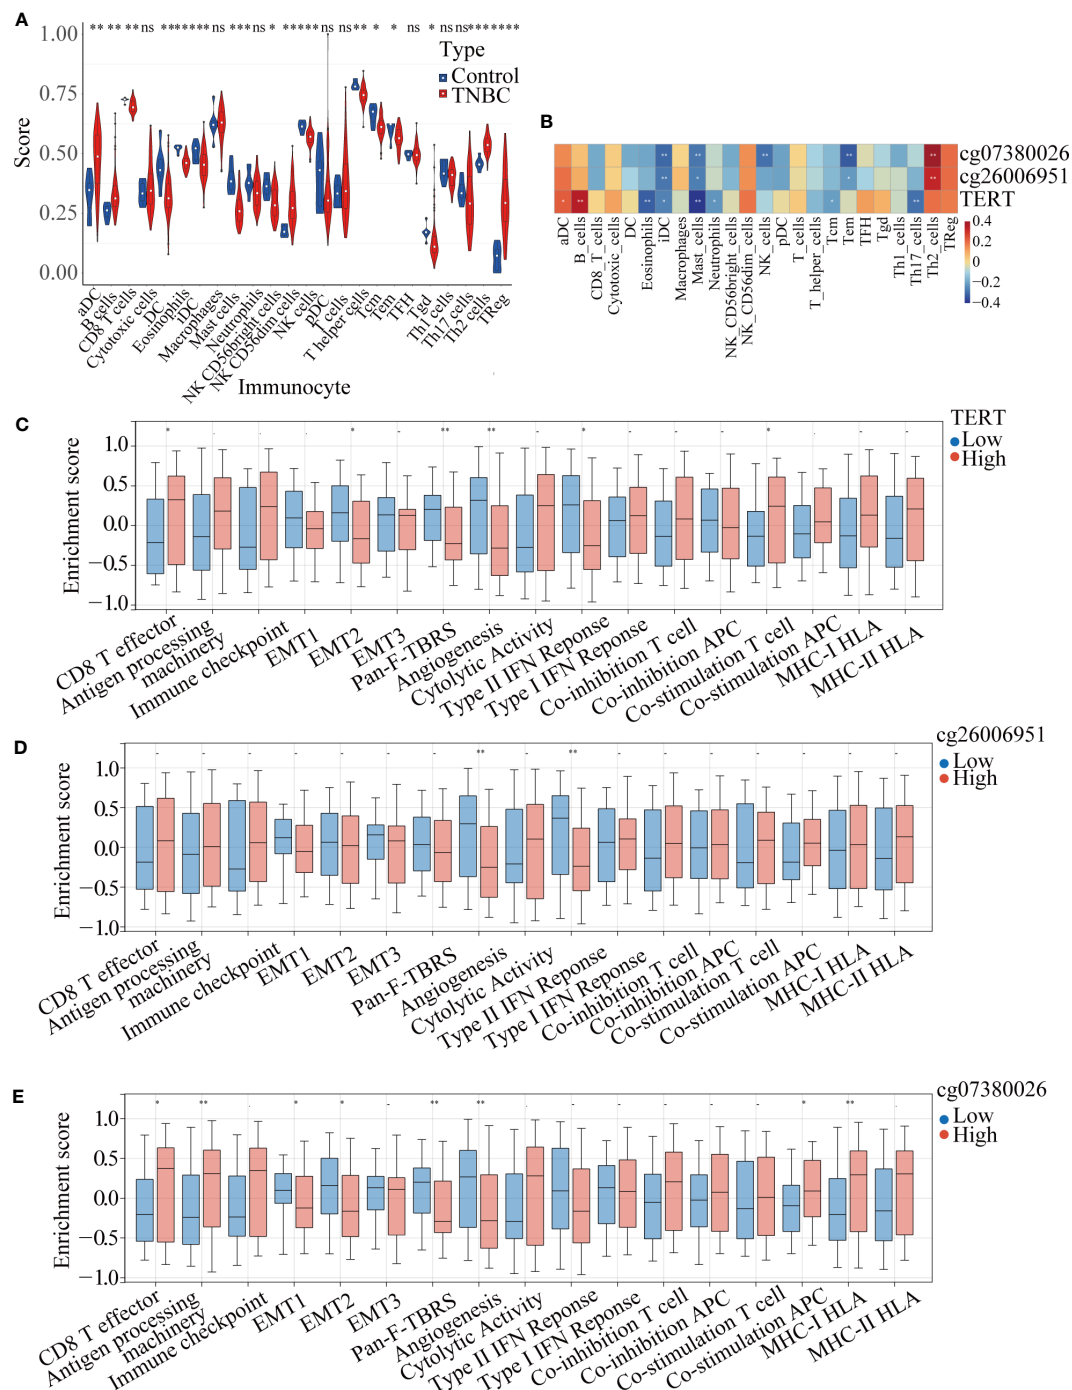 A
** ** ** ns ****** *** ns *** ns * ***** ns ns ** * * ns * ns ns *** *** ***
Type
Control
TNBC
Score
1.00
0.75
0.50
0.25
0.00
aDC
B cells
CD8 T cells
Cytotoxic cells
DC
Eosinophils
iDC
Macrophages
Mast cells
Neutrophils
NK CD56bright cells
NK CD56dim cells
NK cells
pDC
T cells
T helper cells
Tcm
Tem
TFH
Tgd
Th1 cells
Th17 cells
Th2 cells
TReg
Immunocyte
B
cg07380026
cg26006951
TERT
aDC
B_cells
CD8_T_cells
Cytotoxic_cells
DC
Eosinophils
iDC
Macrophages
Mast_cells
Neutrophils
NK_CD56bright_cells
NK_CD56dim_cells
NK_cells
pDC
T_cells
T_helper_cells
Tcm
Tem
TFH
Tgd
Th1_cells
Th17_cells
Th2_cells
TReg
0.4
0.2
0
−0.2
−0.4
C
TERT
Low
High
Enrichment score
1.0
0.5
0.0
−0.5
−1.0
* - - - * - ** ** - * - - - * - - -
CD8 T effector
Antigen processing
machinery
Immune checkpoint
EMT1
EMT2
EMT3
Pan-F-TBRS
Angiogenesis
Cytolytic Activity
Type II IFN Reponse
Type I IFN Reponse
Co-inhibition T cell
Co-inhibition APC
Co-stimulation T cell
Co-stimulation APC
MHC-I HLA
MHC-II HLA
D
cg26006951
Low
High
Enrichment score
1.0
0.5
0.0
−0.5
−1.0
- - - - - - - ** - ** - - - - - - -
CD8 T effector
Antigen processing
machinery
Immune checkpoint
EMT1
EMT2
EMT3
Pan-F-TBRS
Angiogenesis
Cytolytic Activity
Type II IFN Reponse
Type I IFN Reponse
Co-inhibition T cell
Co-inhibition APC
Co-stimulation T cell
Co-stimulation APC
MHC-I HLA
MHC-II HLA
E
cg07380026
Low
High
Enrichment score
1.0
0.5
0.0
−0.5
−1.0
* ** - * * - ** ** - - - - - - * ** -
CD8 T effector
Antigen processing
machinery
Immune checkpoint
EMT1
EMT2
EMT3
Pan-F-TBRS
Angiogenesis
Cytolytic Activity
Type II IFN Reponse
Type I IFN Reponse
Co-inhibition T cell
Co-inhibition APC
Co-stimulation T cell
Co-stimulation APC
MHC-I HLA
MHC-II HLA